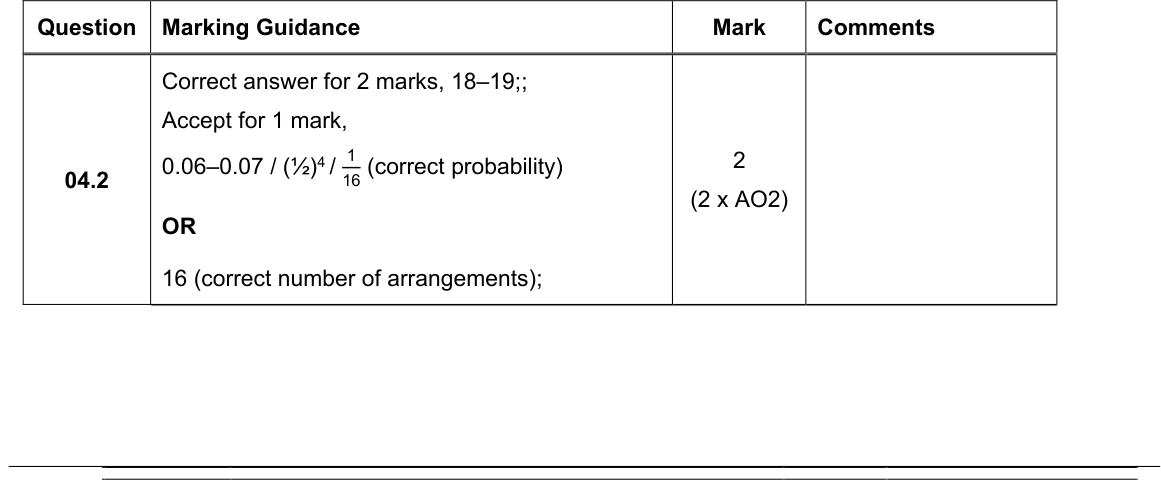 Question Marking Guidance Mark Comments
04.2
Correct answer for 2 marks, 18–19;;
Accept for 1 mark,
0.06–0.07 / (½)⁴ / 1/16 (correct probability)
OR
16 (correct number of arrangements);
2
(2 x AO2)